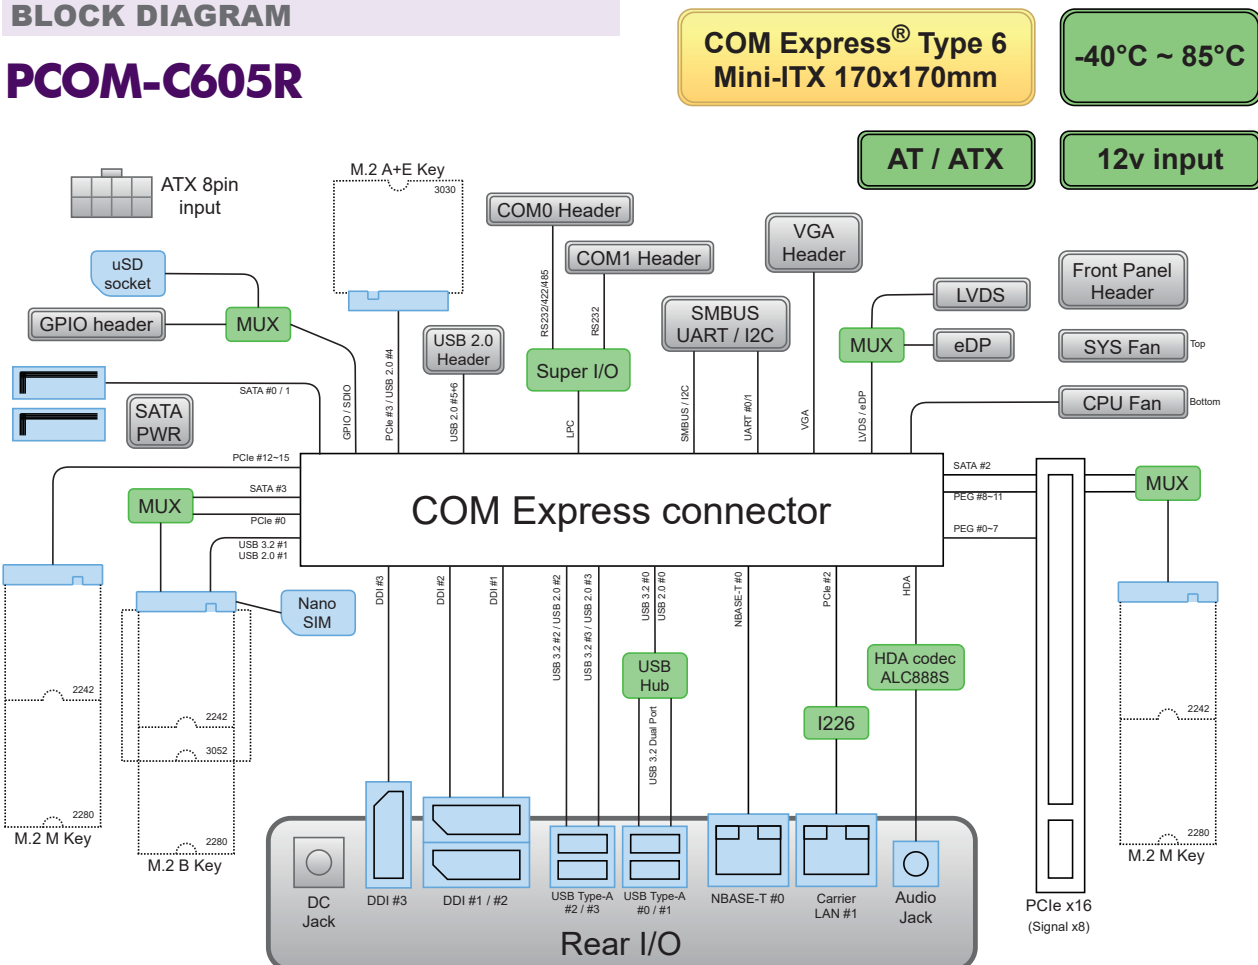 BLOCK DIAGRAM
PCOM-C605R
COM Express® Type 6
Mini-ITX 170x170mm
-40°C ~ 85°C
AT / ATX
12v input
ATX 8pin
input
M.2 A+E Key
3030
COM0 Header
COM1 Header
VGA
Header
uSD
socket
GPIO header
MUX
USB 2.0
Header
RS232/422/485
RS232
Super I/O
SMBUS
UART / I2C
LVDS
MUX
eDP
Front Panel
Header
SYS Fan
Top
CPU Fan
Bottom
SATA #0 / 1
SATA
PWR
GPIO / SDIO
PCIe #3 / USB 2.0 #4
USB 2.0 #5+6
LPC
SMBUS / I2C
UART #0/1
VGA
LVDS / eDP
PCIe #12~15
SATA #3
MUX
PCIe #0
USB 3.2 #1
USB 2.0 #1
COM Express connector
SATA #2
PEG #8~11
MUX
PEG #0~7
Nano
SIM
DDI #3
DDI #2
DDI #1
USB 3.2 #2 / USB 2.0 #2
USB 3.2 #3 / USB 2.0 #3
USB 3.2 #0
USB 2.0 #0
NBASE-T #0
PCIe #2
HDA
USB
Hub
USB 3.2 Dual Port
HDA codec
ALC888S
I226
2242
2280
M.2 M Key
2242
3052
2280
M.2 B Key
2242
2280
M.2 M Key
DC
Jack
DDI #3
DDI #1 / #2
USB Type-A
#2 / #3
USB Type-A
#0 / #1
NBASE-T #0
Carrier
LAN #1
Audio
Jack
Rear I/O
PCIe x16
(Signal x8)